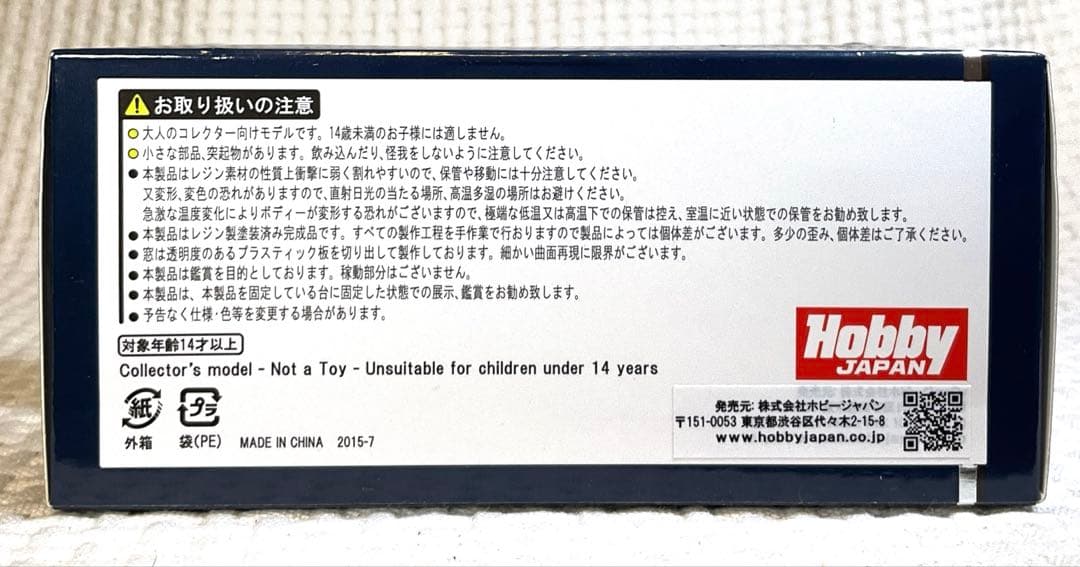 お取り扱いの注意
●大人のコレクター向けモデルです。14歳未満のお子様には適しません。
●小さな部品、突起物があります。飲み込んだり、怪我をしないように注意してください。
●本製品はレジン素材の性質上衝撃に弱く割れやすいので、保管や移動には十分注意してください。
又変形、変色の恐れがありますので、直射日光の当たる場所、高温多湿の場所はお避けください。
急激な温度変化によりボディーが変形する恐れがございますので、極端な低温又は高温下での保管は控え、室温に近い状態での保管をお勧め致します。
●本製品はレジン製塗装済み完成品です。すべての製作工程を手作業で行おりますので製品によっては個体差がございます。多少の歪み、個体差はご了承ください。
●窓は透明度のあるプラスティック板を切り出して製作しております。細かい曲面再現に限界がございます。
●本製品は鑑賞を目的としております。稼動部分はございません。
●本製品は、本製品を固定している台に固定した状態での展示、鑑賞をお勧め致します。
●予告なく仕様・色等を変更する場合があります。
対象年齢14才以上
Collector's model - Not a Toy - Unsuitable for children under 14 years
紙 プラ
外箱 袋(PE) MADE IN CHINA 2015-7
Hobby
JAPAN
発売元: 株式会社ホビージャパン
〒151-0053 東京都渋谷区代々木2-15-8
www.hobbyjapan.co.jp